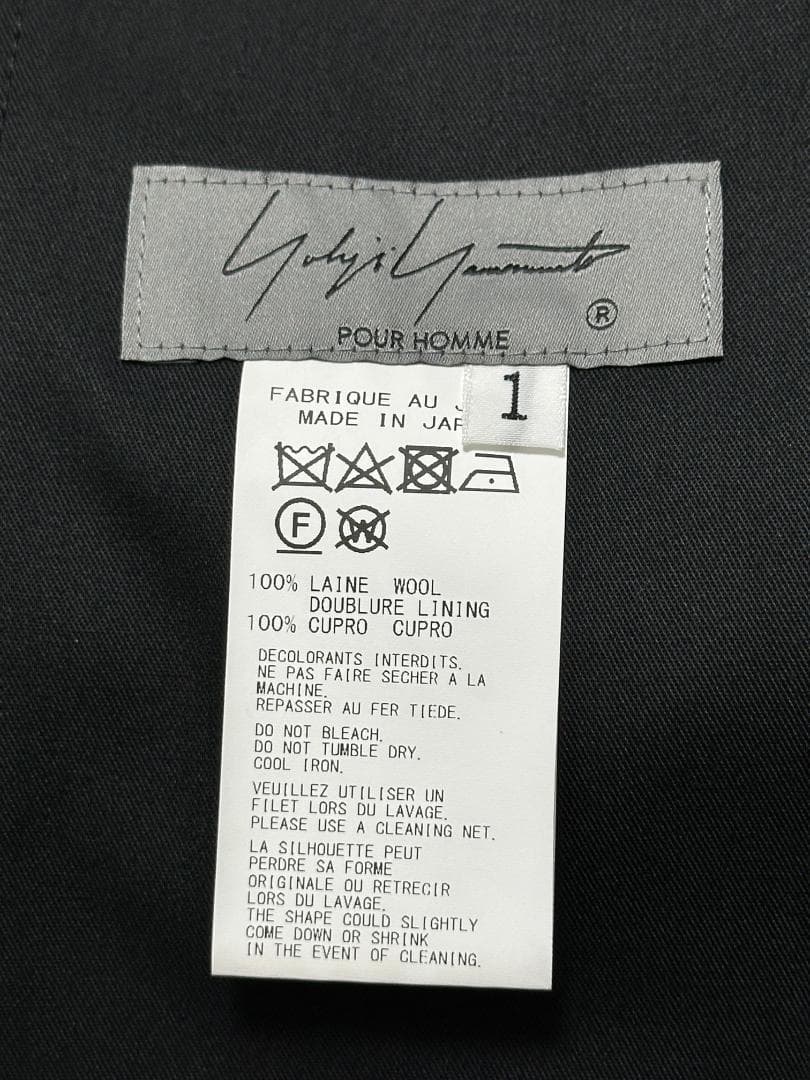 Yohji Yamamoto
®
POUR HOMME
1
FABRIQUE AU
MADE IN
F
W
100% LAINE WOOL
DOUBLURE LINING
100% CUPRO CUPRO
DECOLORANTS INTERDITS.
NE PAS FAIRE SECHER A LA
MACHINE.
REPASSER AU FER TIEDE.
DO NOT BLEACH.
DO NOT TUMBLE DRY.
COOL IRON.
VEUILLEZ UTILISER UN
FILET LORS DU LAVAGE.
PLEASE USE A CLEANING NET.
LA SILHOUETTE PEUT
PERDRE SA FORME
ORIGINALE OU RETRECIR
LORS DU LAVAGE.
THE SHAPE COULD SLIGHTLY
COME DOWN OR SHRINK
IN THE EVENT OF CLEANING.